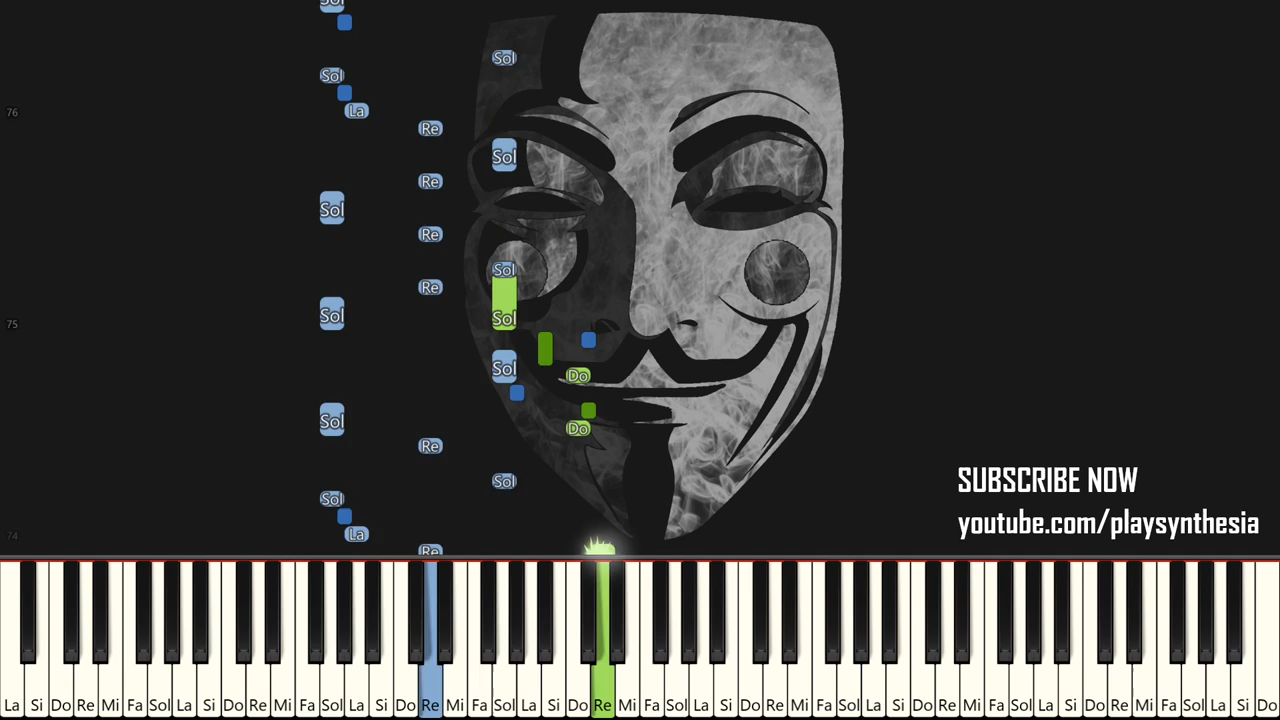 Sol
Sol
Sol
76
La
Re
Sol
Re
Sol
Re
Sol
Re
Sol
Sol
75
Sol
Do
Sol
Do
Re
SUBSCRIBE NOW
Sol
Sol
youtube.com/playsynthesia
74
La
Re
La Si Do Re Mi Fa Sol La Si Do Re Mi Fa Sol La Si Do Re Mi Fa Sol La Si Do Re Mi Fa Sol La Si Do Re Mi Fa Sol La Si Do Re Mi Fa Sol La Si Do Re Mi Fa Sol La Si Do